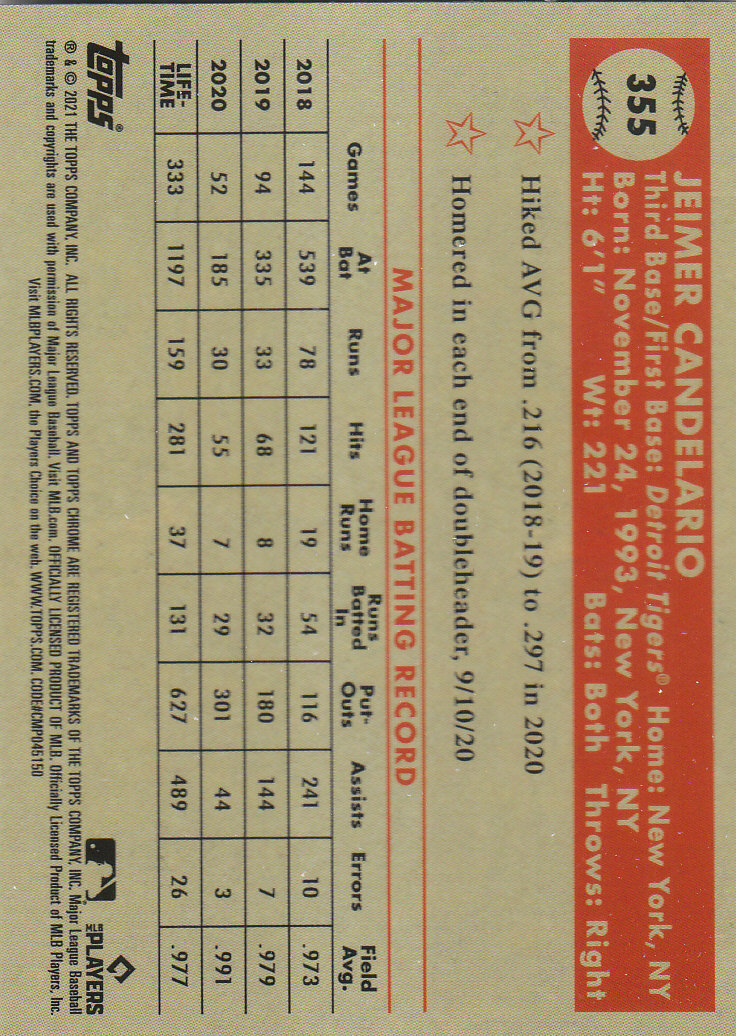 355
JEIMER CANDELARIO
Third Base/First Base: Detroit Tigers® Home: New York, NY
Born: November 24, 1993, New York, NY
Ht: 6'1" Wt: 221 Bats: Both Throws: Right
Hiked AVG from .216 (2018-19) to .297 in 2020
Homered in each end of doubleheader, 9/10/20
MAJOR LEAGUE BATTING RECORD
Games At Bat Runs Hits Home Runs Runs Batted In Put-Outs Assists Errors Field Avg.
2018 144 539 78 121 19 54 116 241 10 .973
2019 94 335 33 68 8 32 180 144 7 .979
2020 52 185 30 55 7 29 301 44 3 .991
LIFE-TIME 333 1197 159 281 37 131 627 489 26 .977
topps®
MLB PLAYERS
® & © 2021 THE TOPPS COMPANY, INC. ALL RIGHTS RESERVED. TOPPS AND TOPPS CHROME ARE REGISTERED TRADEMARKS OF THE TOPPS COMPANY, INC. Major League Baseball
trademarks and copyrights are used with permission of Major League Baseball. Visit MLB.com. OFFICIALLY LICENSED PRODUCT OF MLB. Officially Licensed Product of MLB Players, Inc.
Visit MLBPLAYERS.COM, the Players Choice on the web. WWW.TOPPS.COM. CODE#CMP045150